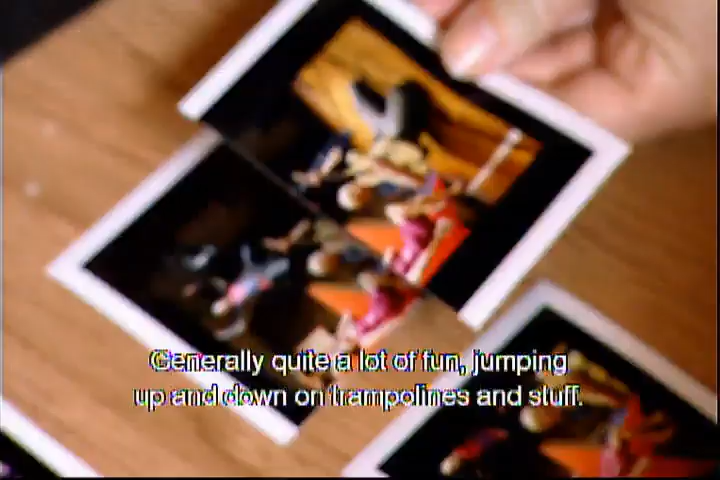 Generally quite a lot of fun, jumping
up and down on trampolines and stuff.